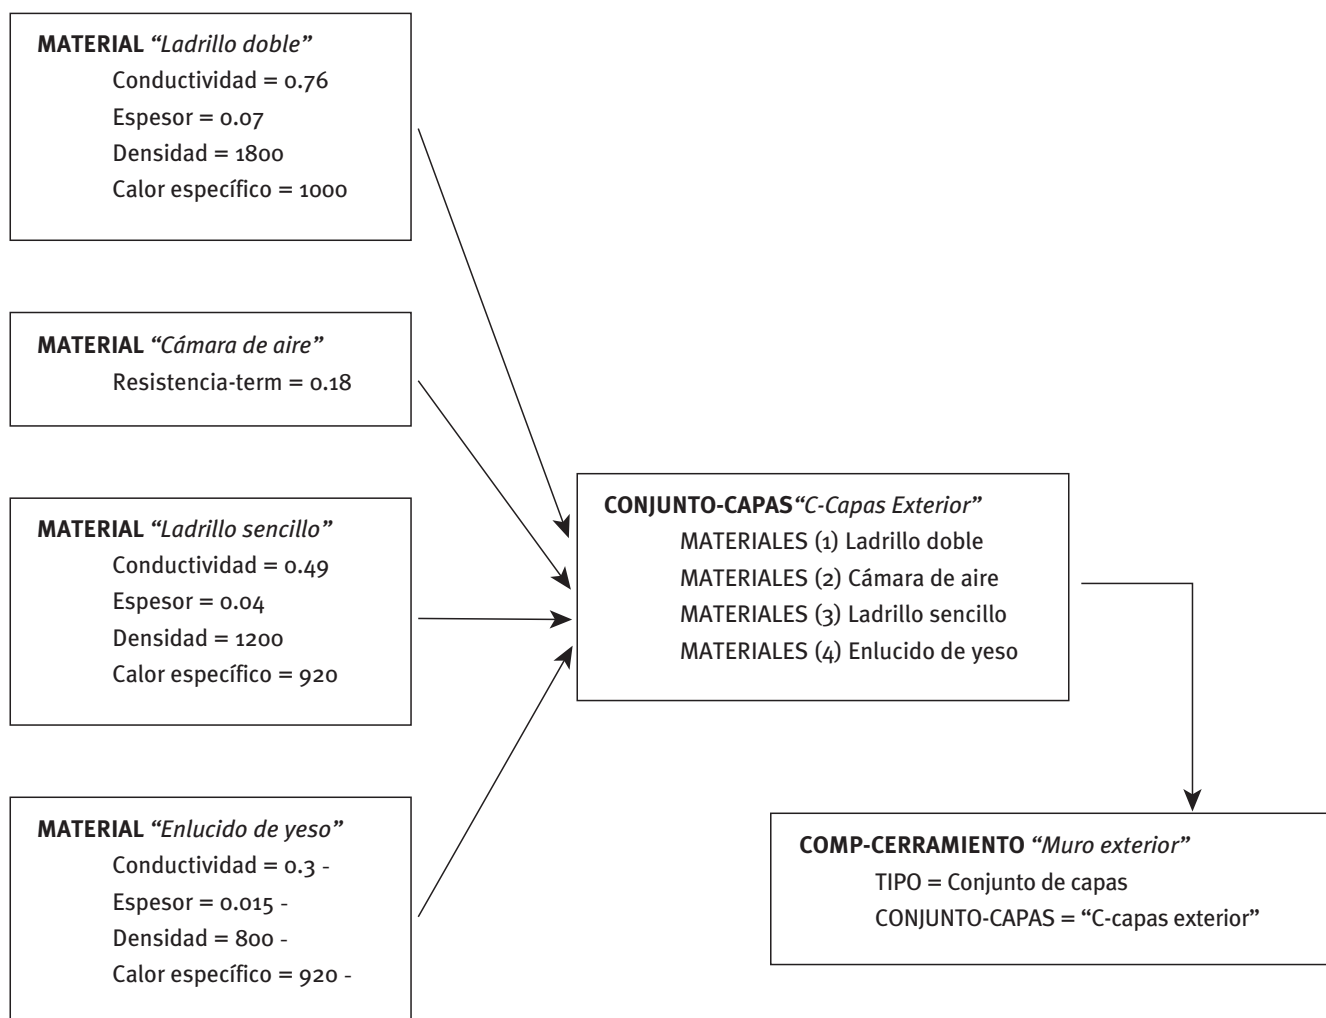 MATERIAL “Ladrillo doble”
Conductividad = 0.76
Espesor = 0.07
Densidad = 1800
Calor específico = 1000
MATERIAL “Cámara de aire”
Resistencia-term = 0.18
MATERIAL “Ladrillo sencillo”
Conductividad = 0.49
Espesor = 0.04
Densidad = 1200
Calor específico = 920
MATERIAL “Enlucido de yeso”
Conductividad = 0.3 -
Espesor = 0.015 -
Densidad = 800 -
Calor específico = 920 -
CONJUNTO-CAPAS“C-Capas Exterior”
MATERIALES (1) Ladrillo doble
MATERIALES (2) Cámara de aire
MATERIALES (3) Ladrillo sencillo
MATERIALES (4) Enlucido de yeso
COMP-CERRAMIENTO “Muro exterior”
TIPO = Conjunto de capas
CONJUNTO-CAPAS = “C-capas exterior”